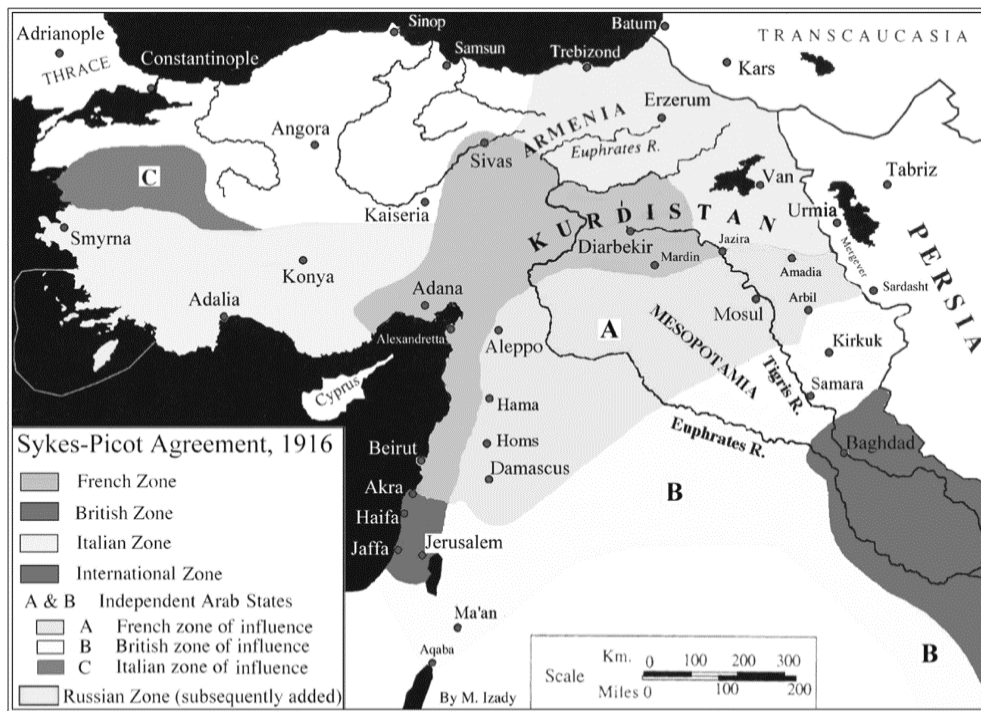 Adrianople
THRACE
Constantinople
Sinop
Samsun
Trebizond
Batum
TRANSCAUCASIA
Kars
Angora
ARMENIA
Erzerum
Euphrates R.
Sivas
C
Van
Tabriz
Kaiseria
KURDISTAN
Urmia
PERSIA
Smyrna
Diarbekir
Jazira
Mergever
Konya
Mardin
Amadia
Sardasht
Adana
Adalia
Mosul
Arbil
Alexandretta
Aleppo
A
MESOPOTAMIA
Tigris R.
Kirkuk
Cyprus
Samara
Hama
Euphrates R.
Beirut
Homs
Baghdad
Damascus
Akra
B
Haifa
Jaffa
Jerusalem
Ma'an
Aqaba
B
Sykes-Picot Agreement, 1916
French Zone
British Zone
Italian Zone
International Zone
A & B Independent Arab States
A French zone of influence
B British zone of influence
C Italian zone of influence
Russian Zone (subsequently added)
By M. Izady
Scale
Km. 0 100 200 300
Miles 0 100 200